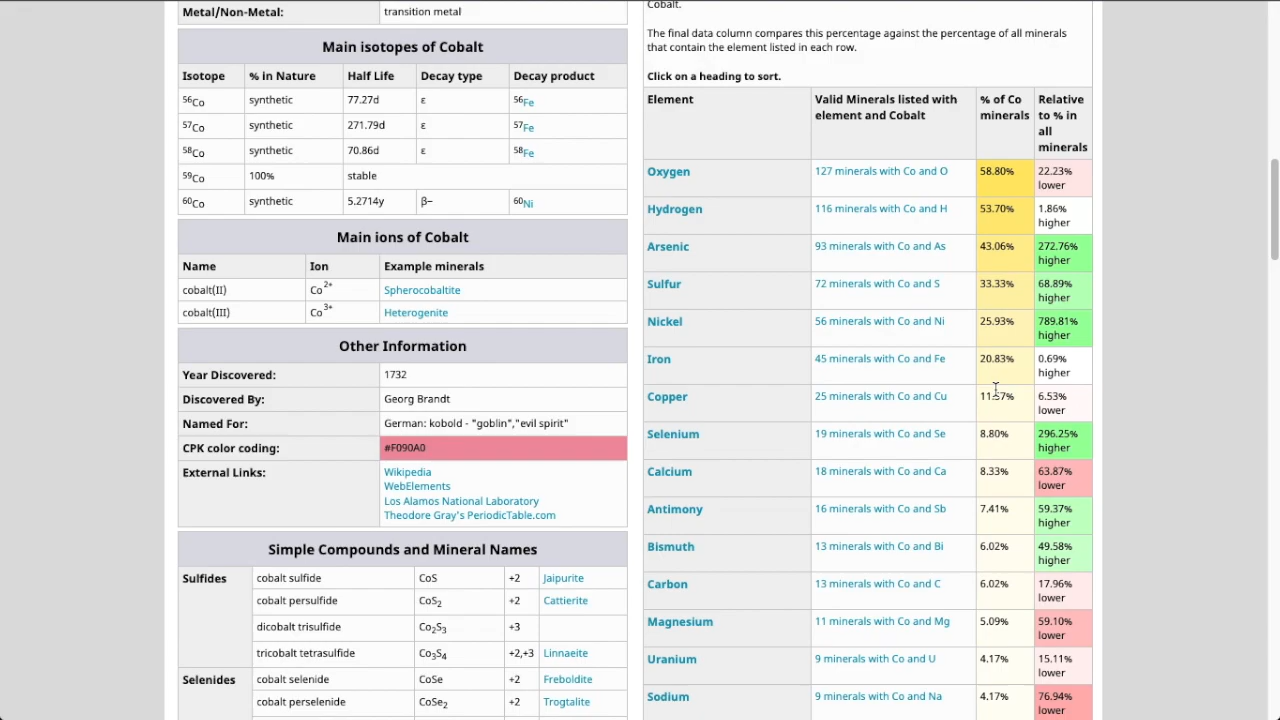 Metal/Non-Metal: transition metal
Main isotopes of Cobalt
Isotope % in Nature Half Life Decay type Decay product
56Co synthetic 77.27d ε 56Fe
57Co synthetic 271.79d ε 57Fe
58Co synthetic 70.86d ε 58Fe
59Co 100% stable
60Co synthetic 5.2714y β− 60Ni
Main ions of Cobalt
Name Ion Example minerals
cobalt(II) Co2+ Spherocobaltite
cobalt(III) Co3+ Heterogenite
Other Information
Year Discovered: 1732
Discovered By: Georg Brandt
Named For: German: kobold - "goblin","evil spirit"
CPK color coding: #F090A0
External Links: Wikipedia
WebElements
Los Alamos National Laboratory
Theodore Gray's PeriodicTable.com
Simple Compounds and Mineral Names
Sulfides cobalt sulfide CoS +2 Jaipurite
cobalt persulfide CoS2 +2 Cattierite
dicobalt trisulfide Co2S3 +3
tricobalt tetrasulfide Co3S4 +2,+3 Linnaeite
Selenides cobalt selenide CoSe +2 Freboldite
cobalt perselenide CoSe2 +2 Trogtalite
Cobalt.
The final data column compares this percentage against the percentage of all minerals
that contain the element listed in each row.
Click on a heading to sort.
Element Valid Minerals listed with element and Cobalt % of Co minerals Relative to % in all minerals
Oxygen 127 minerals with Co and O 58.80% 22.23% lower
Hydrogen 116 minerals with Co and H 53.70% 1.86% higher
Arsenic 93 minerals with Co and As 43.06% 272.76% higher
Sulfur 72 minerals with Co and S 33.33% 68.89% higher
Nickel 56 minerals with Co and Ni 25.93% 789.81% higher
Iron 45 minerals with Co and Fe 20.83% 0.69% higher
Copper 25 minerals with Co and Cu 11.57% 6.53% lower
Selenium 19 minerals with Co and Se 8.80% 296.25% higher
Calcium 18 minerals with Co and Ca 8.33% 63.87% lower
Antimony 16 minerals with Co and Sb 7.41% 59.37% higher
Bismuth 13 minerals with Co and Bi 6.02% 49.58% higher
Carbon 13 minerals with Co and C 6.02% 17.96% lower
Magnesium 11 minerals with Co and Mg 5.09% 59.10% lower
Uranium 9 minerals with Co and U 4.17% 15.11% lower
Sodium 9 minerals with Co and Na 4.17% 76.94% lower